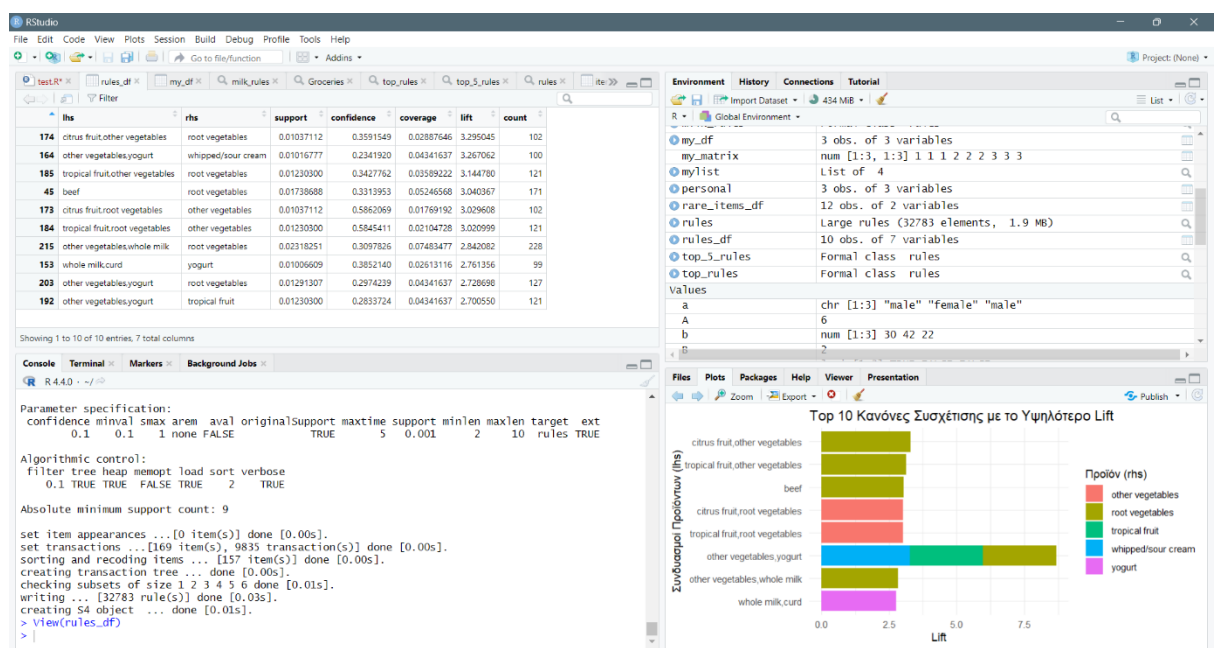 RStudio
File Edit Code View Plots Session Build Debug Profile Tools Help
Go to file/function Addins
Project: (None)
test.R* rules_df my_df milk_rules Groceries top_rules top_5_rules rules ite
Filter
lhs rhs support confidence coverage lift count
174 citrus fruit,other vegetables root vegetables 0.01037112 0.3591549 0.02887646 3.295045 102
164 other vegetables,yogurt whipped/sour cream 0.01016777 0.2341920 0.04341637 3.267062 100
185 tropical fruit,other vegetables root vegetables 0.01230300 0.3427762 0.03589222 3.144780 121
45 beef root vegetables 0.01738688 0.3313953 0.05246568 3.040367 171
173 citrus fruit,root vegetables other vegetables 0.01037112 0.5862069 0.01769192 3.029608 102
184 tropical fruit,root vegetables other vegetables 0.01230300 0.5845411 0.02104728 3.020999 121
215 other vegetables,whole milk root vegetables 0.02318251 0.3097826 0.07483477 2.842082 228
153 whole milk,curd yogurt 0.01006609 0.3852140 0.02613116 2.761356 99
203 other vegetables,yogurt root vegetables 0.01291307 0.2974239 0.04341637 2.728698 127
192 other vegetables,yogurt tropical fruit 0.01230300 0.2833724 0.04341637 2.700550 121
Showing 1 to 10 of 10 entries, 7 total columns
Console Terminal Markers Background Jobs
R 4.4.0 · ~/
Parameter specification:
confidence minval smax arem aval originalSupport maxtime support minlen maxlen target ext
0.1 0.1 1 none FALSE TRUE 5 0.001 2 10 rules TRUE
Algorithmic control:
filter tree heap memopt load sort verbose
0.1 TRUE TRUE FALSE TRUE 2 TRUE
Absolute minimum support count: 9
set item appearances ...[0 item(s)] done [0.00s].
set transactions ...[169 item(s), 9835 transaction(s)] done [0.00s].
sorting and recoding items ... [157 item(s)] done [0.00s].
creating transaction tree ... done [0.00s].
checking subsets of size 1 2 3 4 5 6 done [0.01s].
writing ... [32783 rule(s)] done [0.03s].
creating S4 object ... done [0.01s].
> View(rules_df)
>
Environment History Connections Tutorial
Import Dataset 434 MiB List
R Global Environment
my_df 3 obs. of 3 variables
my_matrix num [1:3, 1:3] 1 1 1 2 2 2 3 3 3
mylist List of 4
personal 3 obs. of 3 variables
rare_items_df 12 obs. of 2 variables
rules Large rules (32783 elements, 1.9 MB)
rules_df 10 obs. of 7 variables
top_5_rules Formal class rules
top_rules Formal class rules
Values
a chr [1:3] "male" "female" "male"
A 6
b num [1:3] 30 42 22
B 2
Files Plots Packages Help Viewer Presentation
Zoom Export Publish
Top 10 Κανόνες Συσχέτισης με το Υψηλότερο Lift
Συνδυασμοί Προϊόντων (lhs)
citrus fruit,other vegetables
tropical fruit,other vegetables
beef
citrus fruit,root vegetables
tropical fruit,root vegetables
other vegetables,yogurt
other vegetables,whole milk
whole milk,curd
0.0 2.5 5.0 7.5
Lift
Προϊόν (rhs)
other vegetables
root vegetables
tropical fruit
whipped/sour cream
yogurt